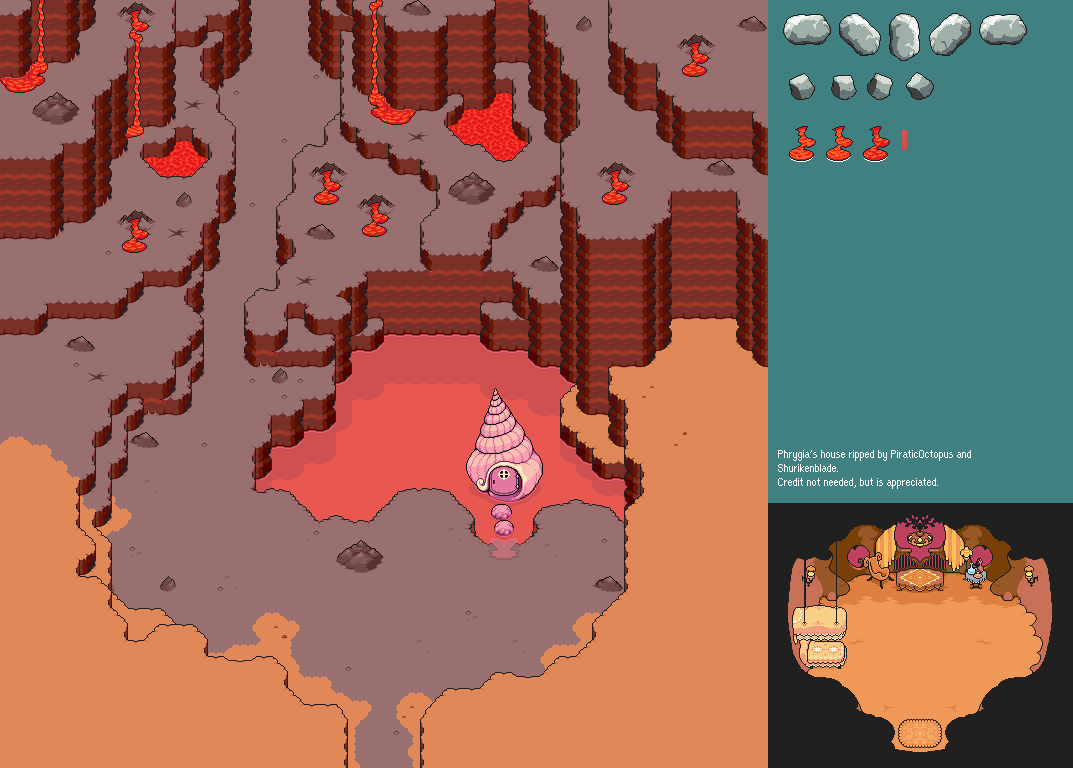 Phrygia's house ripped by PiraticOctopus and
Shurikenblade.
Credit not needed, but is appreciated.